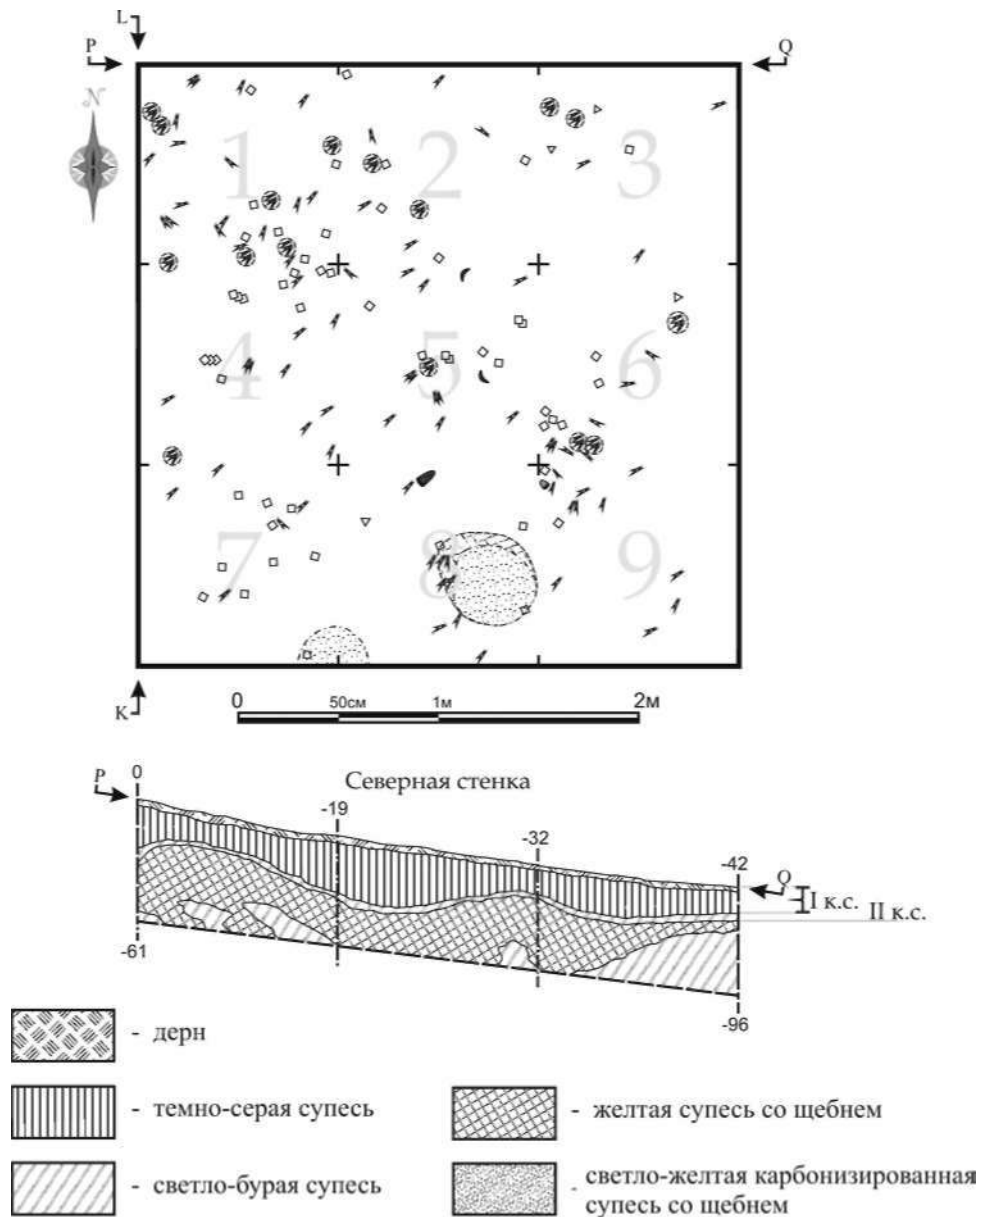 L
P
Q
N
1 2 3
4 5 6
7 8 9
K
0 50см 1м 2м
P 0 Северная стенка
-19
-32
-42
Q
I к.с. II к.с.
-61
-96
- дерн
- темно-серая супесь
- желтая супесь со щебнем
- светло-бурая супесь
- светло-желтая карбонизированная
супесь со щебнем